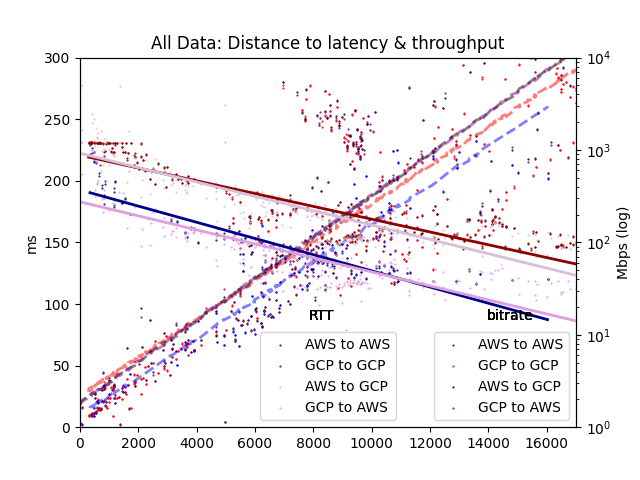 All Data: Distance to latency & throughput
300
250
200
150
100
50
0
ms
10^4
10^3
10^2
10^1
10^0
Mbps (log)
RTT
AWS to AWS
GCP to GCP
AWS to GCP
GCP to AWS
bitrate
AWS to AWS
GCP to GCP
AWS to GCP
GCP to AWS
0 2000 4000 6000 8000 10000 12000 14000 16000